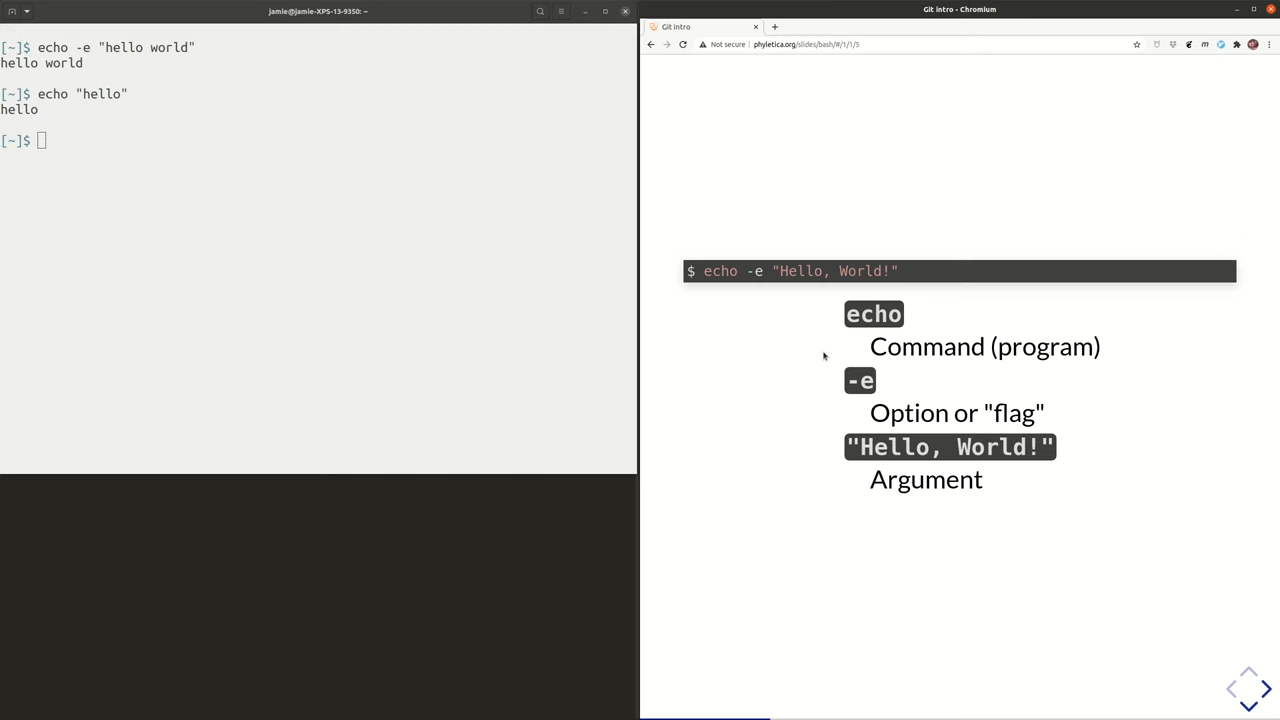 jamie@jamie-XPS-13-9350: ~
[~]$ echo -e "hello world"
hello world
[~]$ echo "hello"
hello
[~]$
Git intro - Chromium
Git intro
Not secure
phyletica.org/slides/bash/#/1/1/5
$ echo -e "Hello, World!"
echo
Command (program)
-e
Option or "flag"
"Hello, World!"
Argument